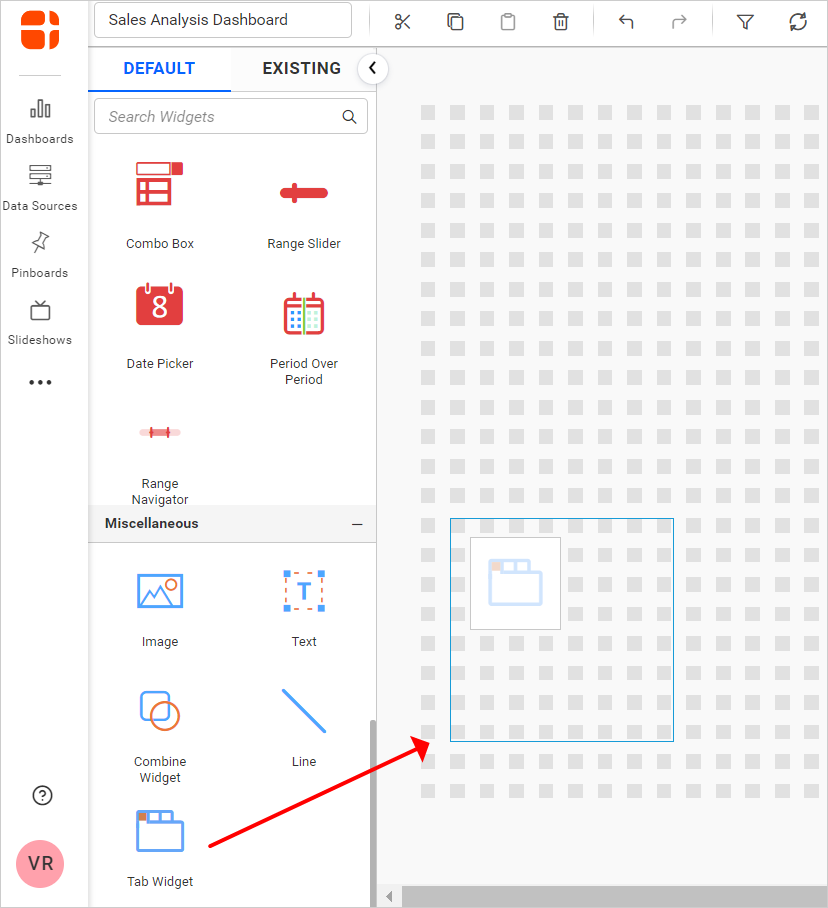 Sales Analysis Dashboard
DEFAULT
EXISTING
Search Widgets
Dashboards
Data Sources
Pinboards
Slideshows
Combo Box
Range Slider
8
Date Picker
Period Over
Period
Range
Navigator
Miscellaneous
Image
T
Text
Combine
Widget
Line
Tab Widget
?
VR